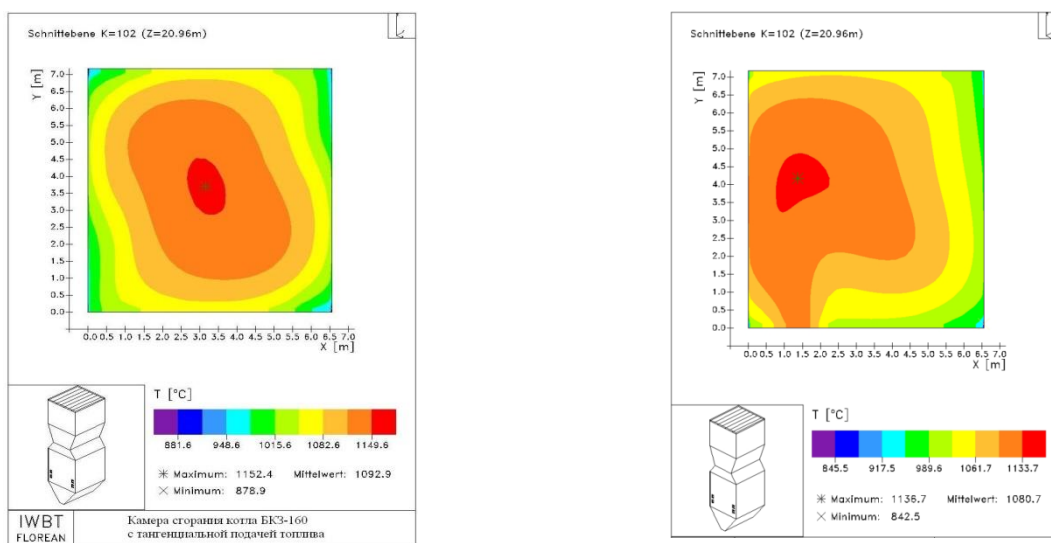 Schnittebene K=102 (Z=20.96m)
Y [m]
7.0
6.5
6.0
5.5
5.0
4.5
4.0
3.5
3.0
2.5
2.0
1.5
1.0
0.5
0.0
0.0 0.5 1.0 1.5 2.0 2.5 3.0 3.5 4.0 4.5 5.0 5.5 6.0 6.5 7.0
X [m]
T [°C]
881.6 948.6 1015.6 1082.6 1149.6
Maximum: 1152.4 Mittelwert: 1092.9
Minimum: 878.9
IWBT
FLOREAN
Камера сгорания котла БКЗ-160
с тангенциальной подачей топлива
Schnittebene K=102 (Z=20.96m)
Y [m]
7.0
6.5
6.0
5.5
5.0
4.5
4.0
3.5
3.0
2.5
2.0
1.5
1.0
0.5
0.0
0.0 0.5 1.0 1.5 2.0 2.5 3.0 3.5 4.0 4.5 5.0 5.5 6.0 6.5 7.0
X [m]
T [°C]
845.5 917.5 989.6 1061.7 1133.7
Maximum: 1136.7 Mittelwert: 1080.7
Minimum: 842.5